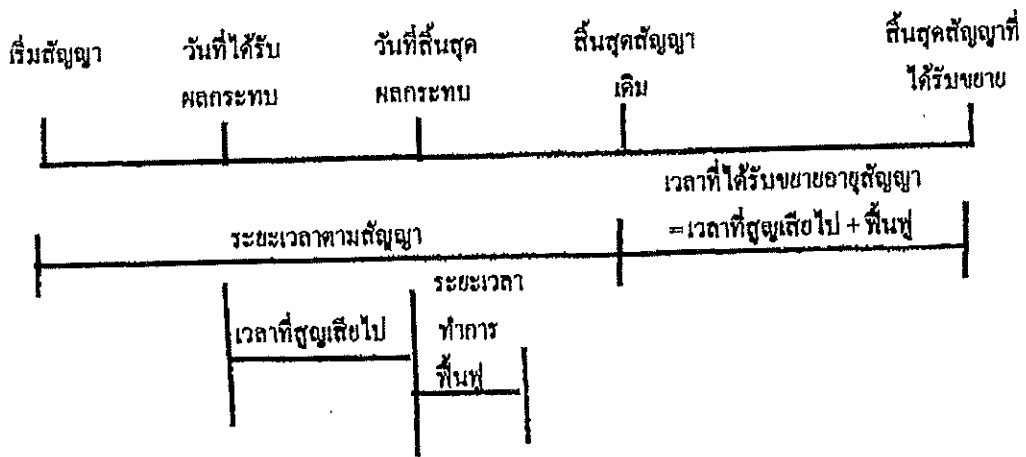 เริ่มสัญญา
วันที่ได้รับ
ผลกระทบ
วันที่สิ้นสุด
ผลกระทบ
สิ้นสุดสัญญา
เดิม
สิ้นสุดสัญญาที่
ได้รับขยาย
เวลาที่ได้รับขยายอายุสัญญา
=เวลาที่สูญเสียไป + ฟื้นฟู
ระยะเวลาตามสัญญา
เวลาที่สูญเสียไป
ระยะเวลา
ทำการ
ฟื้นฟู